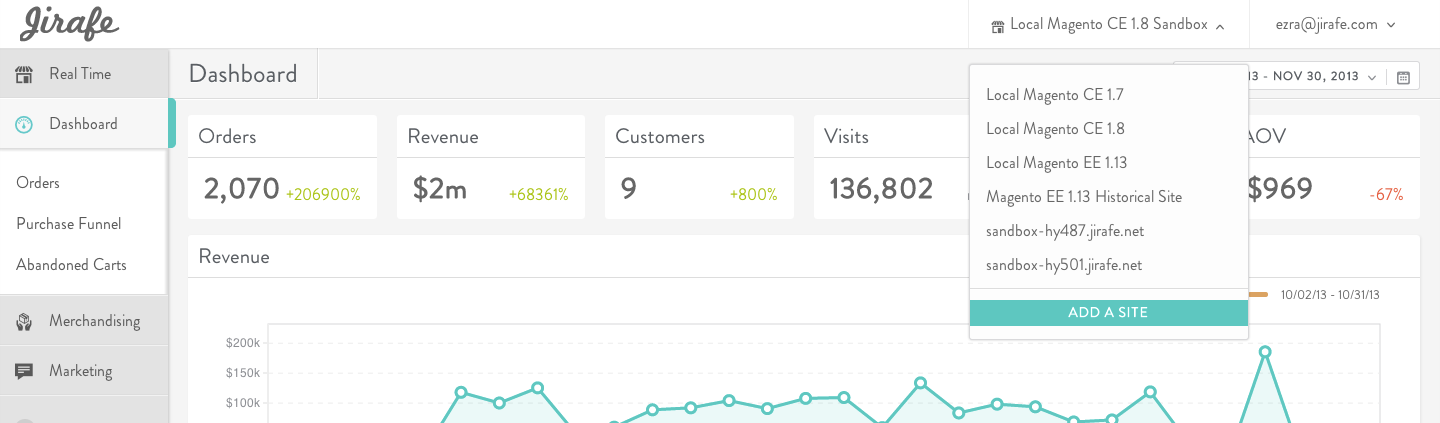 Jirafe
Local Magento CE 1.8 Sandbox
ezra@jirafe.com
Real Time
Dashboard
Orders
Purchase Funnel
Abandoned Carts
Merchandising
Marketing
Dashboard
13 - NOV 30, 2013
Local Magento CE 1.7
Local Magento CE 1.8
Local Magento EE 1.13
Magento EE 1.13 Historical Site
sandbox-hy487.jirafe.net
sandbox-hy501.jirafe.net
ADD A SITE
Orders
2,070 +206900%
Revenue
$2m +68361%
Customers
9 +800%
Visits
136,802
AOV
$969 -67%
Revenue
10/02/13 - 10/31/13
$200k
$150k
$100k